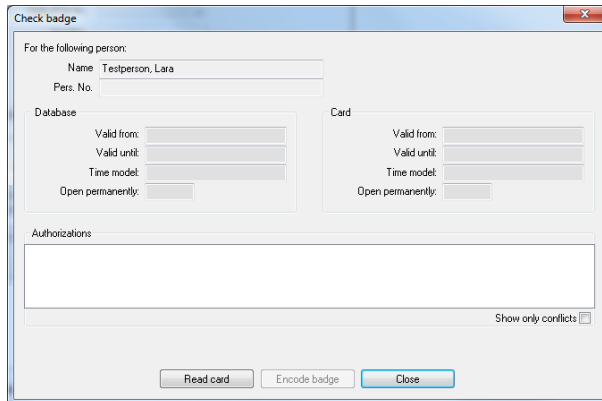 Check badge
For the following person:
Name Testperson, Lara
Pers. No.
Database
Valid from:
Valid until:
Time model:
Open permanently:
Card
Valid from:
Valid until:
Time model:
Open permanently:
Authorizations
Show only conflicts
Read card Encode badge Close